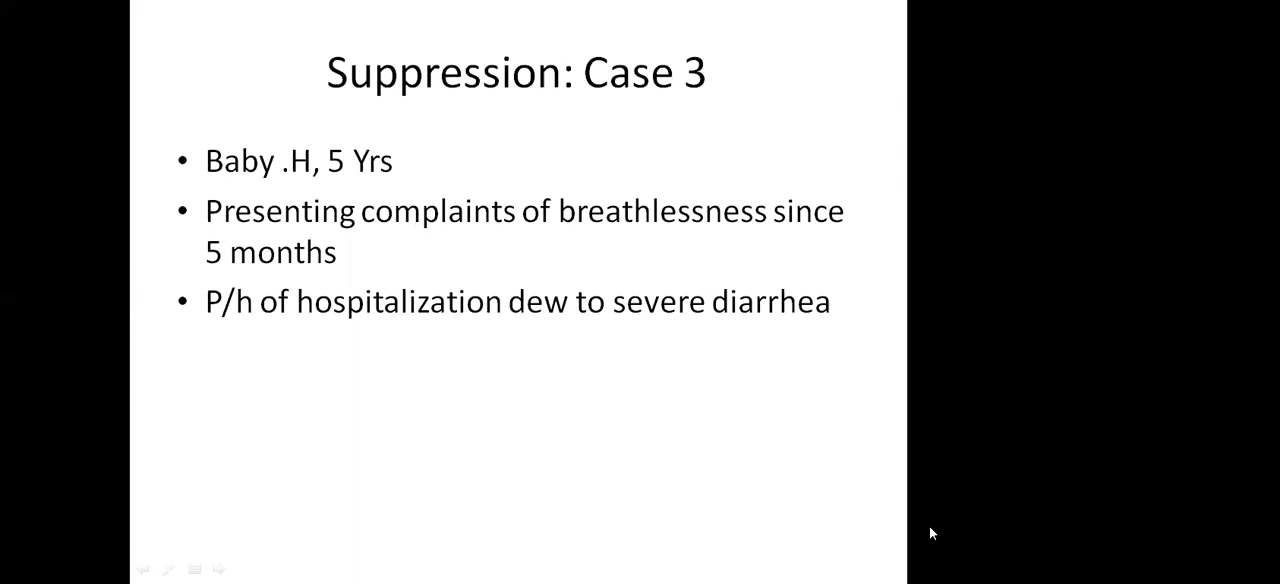 Suppression: Case 3
• Baby .H, 5 Yrs
• Presenting complaints of breathlessness since
5 months
• P/h of hospitalization dew to severe diarrhea